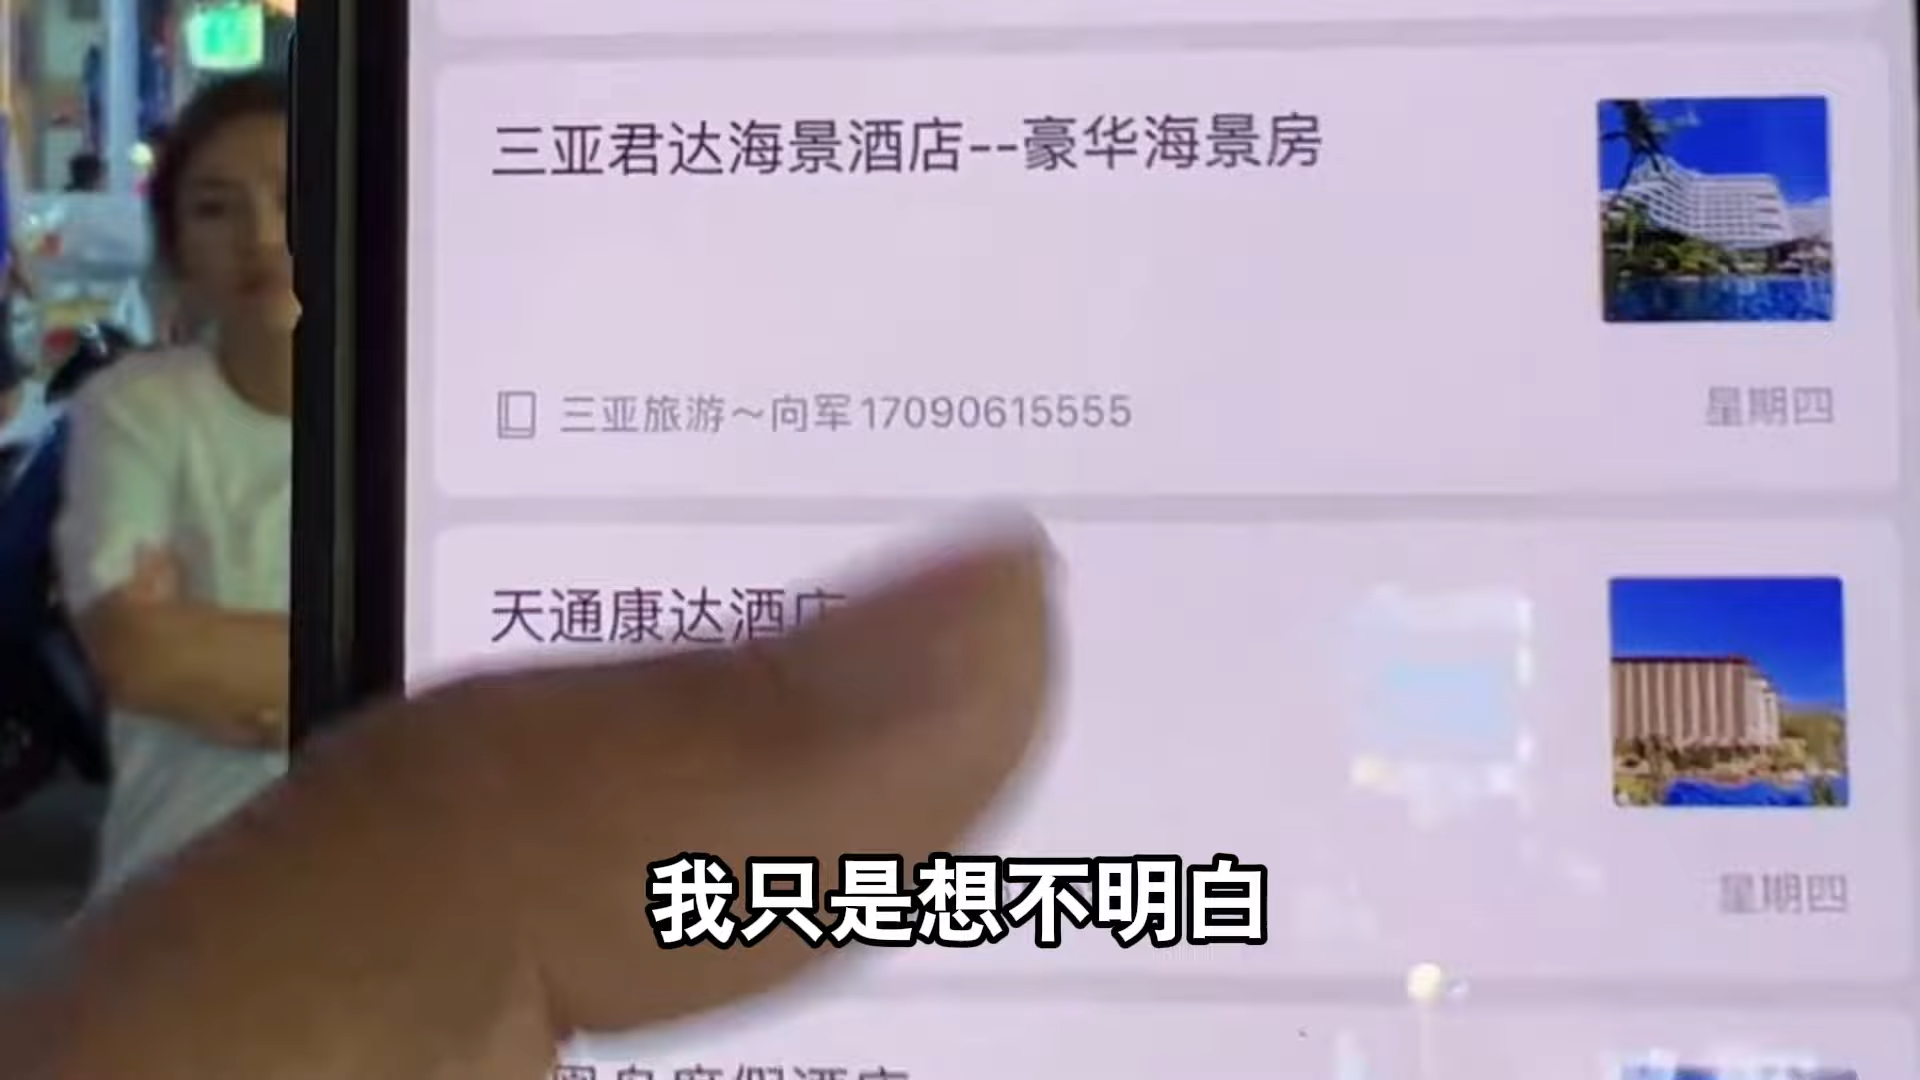 三亚君达海景酒店--豪华海景房
三亚旅游～向军17090615555
星期四
天通康达酒店
星期四
我只是想不明白